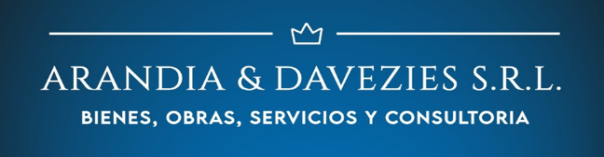 ARANDIA & DAVEZIES S.R.L.
BIENES, OBRAS, SERVICIOS Y CONSULTORIA